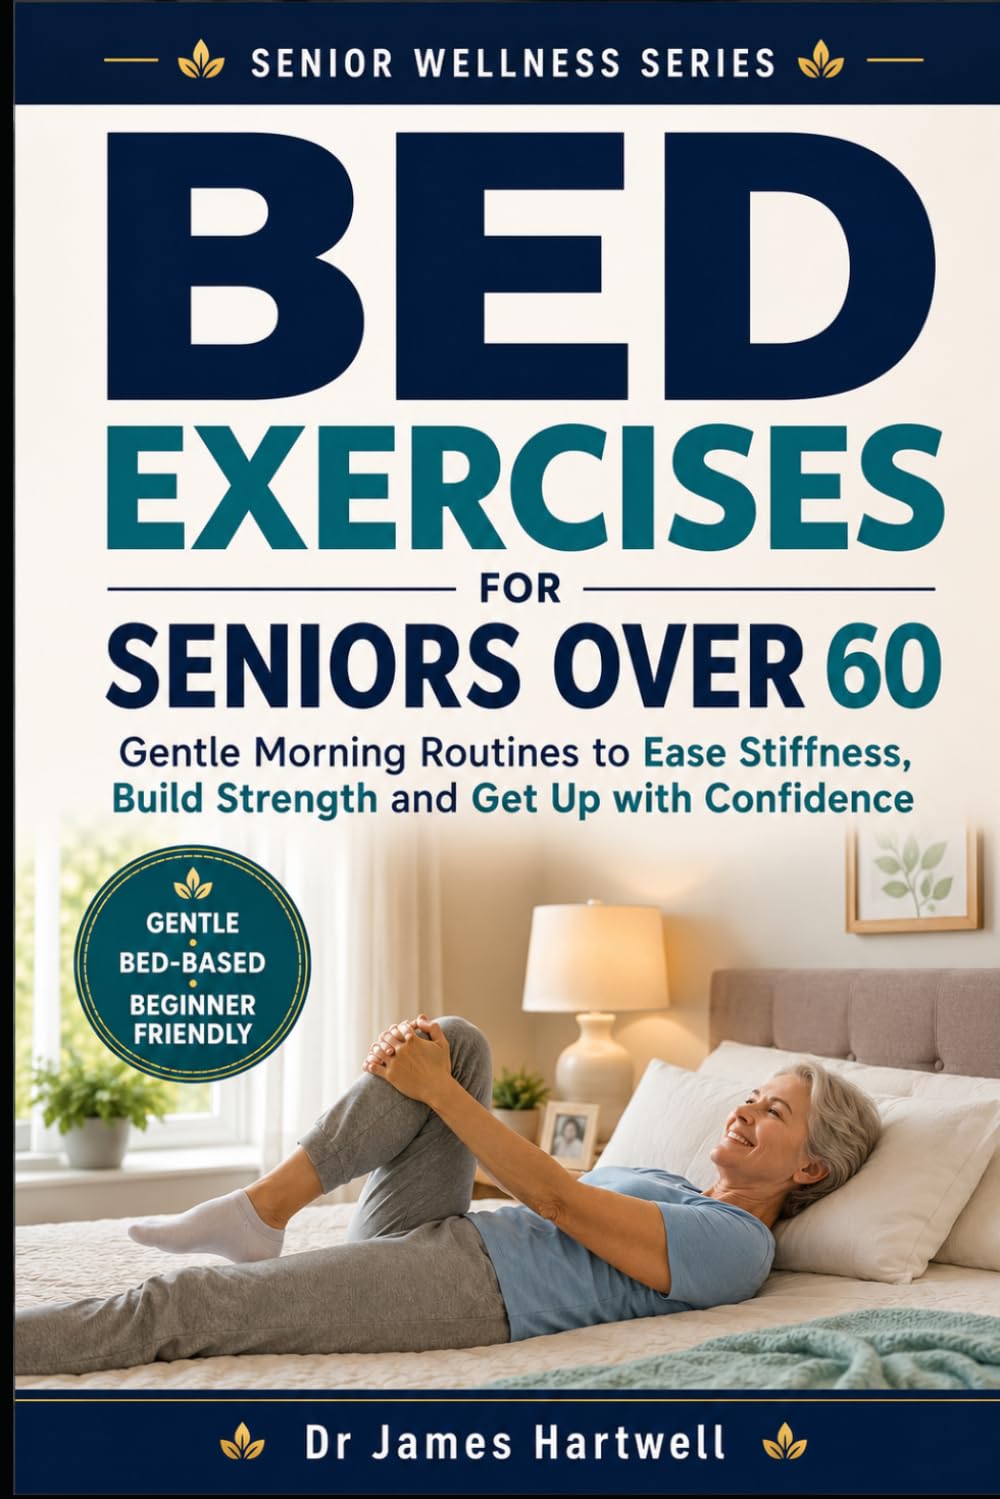 SENIOR WELLNESS SERIES
BED
EXERCISES
FOR
SENIORS OVER 60
Gentle Morning Routines to Ease Stiffness,
Build Strength and Get Up with Confidence
GENTLE
BED-BASED
BEGINNER
FRIENDLY
Dr James Hartwell